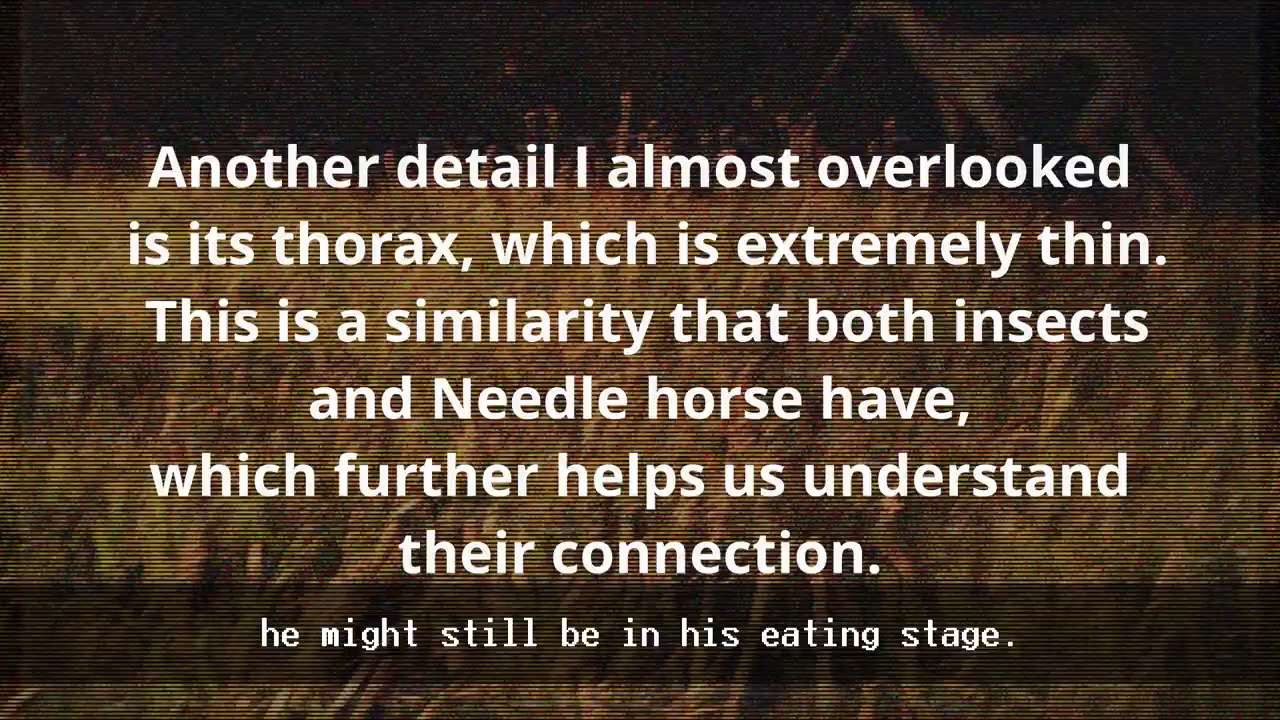 Another detail I almost overlooked
is its thorax, which is extremely thin.
This is a similarity that both insects
and Needle horse have,
which further helps us understand
their connection.
he might still be in his eating stage.